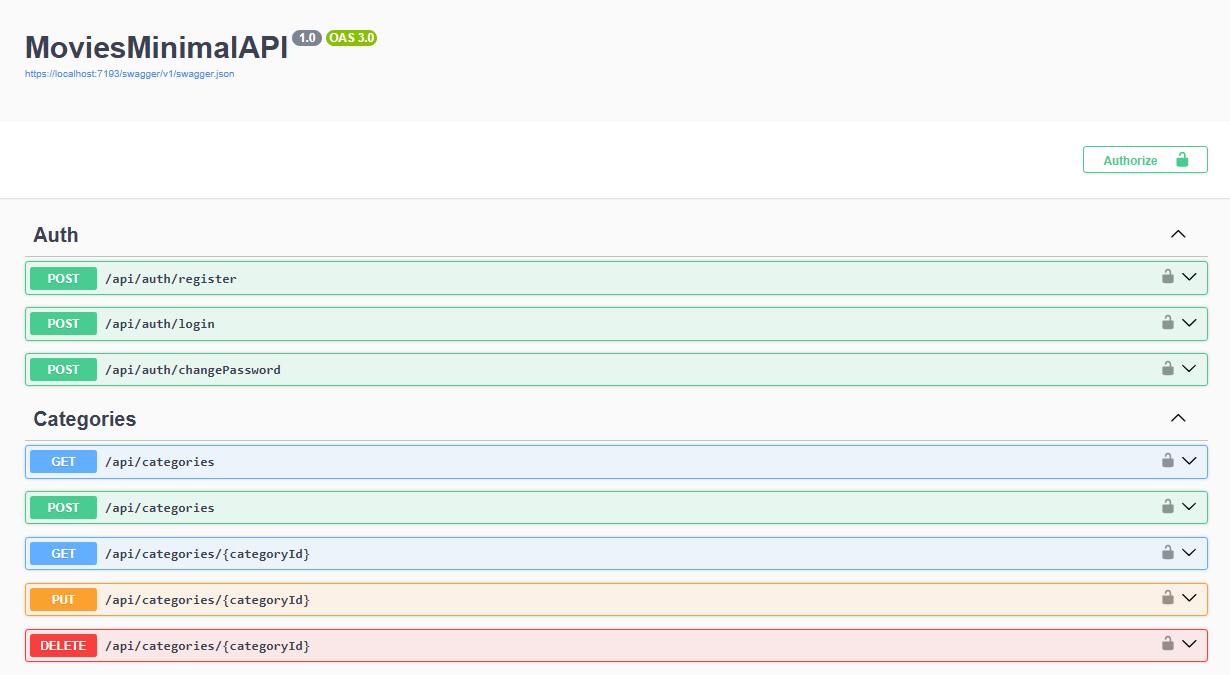 MoviesMinimalAPI 1.0 OAS 3.0
https://localhost:7193/swagger/v1/swagger.json
Authorize
Auth
POST /api/auth/register
POST /api/auth/login
POST /api/auth/changePassword
Categories
GET /api/categories
POST /api/categories
GET /api/categories/{categoryId}
PUT /api/categories/{categoryId}
DELETE /api/categories/{categoryId}